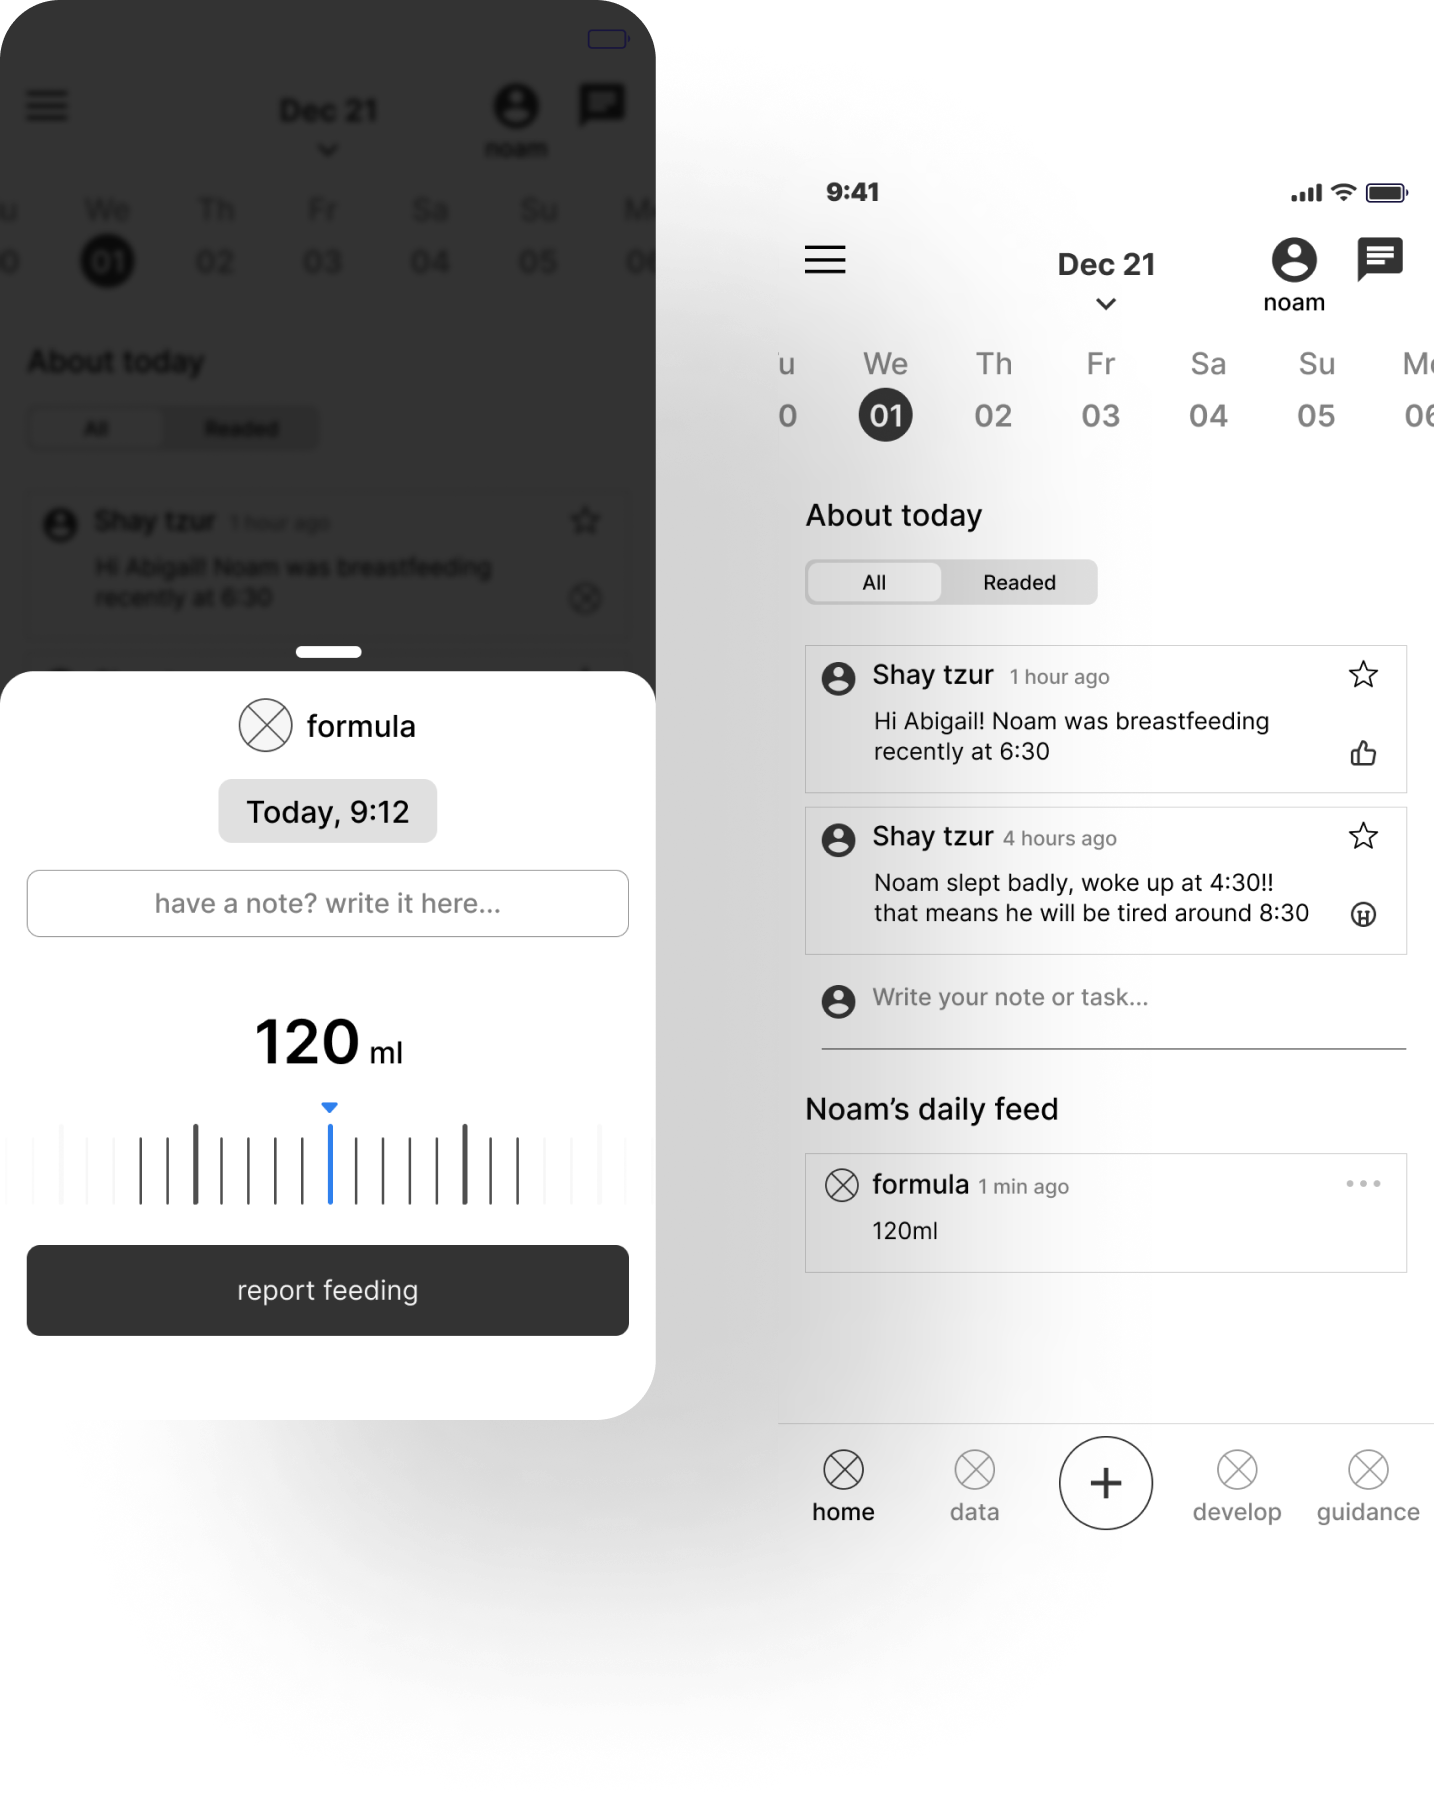 Dec 21
noam
We Th Fr Sa Su
01 02 03 04 05
About today
All Readed
Shay tzur 1 hour ago
Hi Abigail! Noam was breastfeeding
recently at 6:30
formula
Today, 9:12
have a note? write it here...
120 ml
report feeding
9:41
Dec 21
noam
u We Th Fr Sa Su Mo
0 01 02 03 04 05 06
About today
All Readed
Shay tzur 1 hour ago
Hi Abigail! Noam was breastfeeding
recently at 6:30
Shay tzur 4 hours ago
Noam slept badly, woke up at 4:30!!
that means he will be tired around 8:30
Write your note or task...
Noam’s daily feed
formula 1 min ago
120ml
home data develop guidance